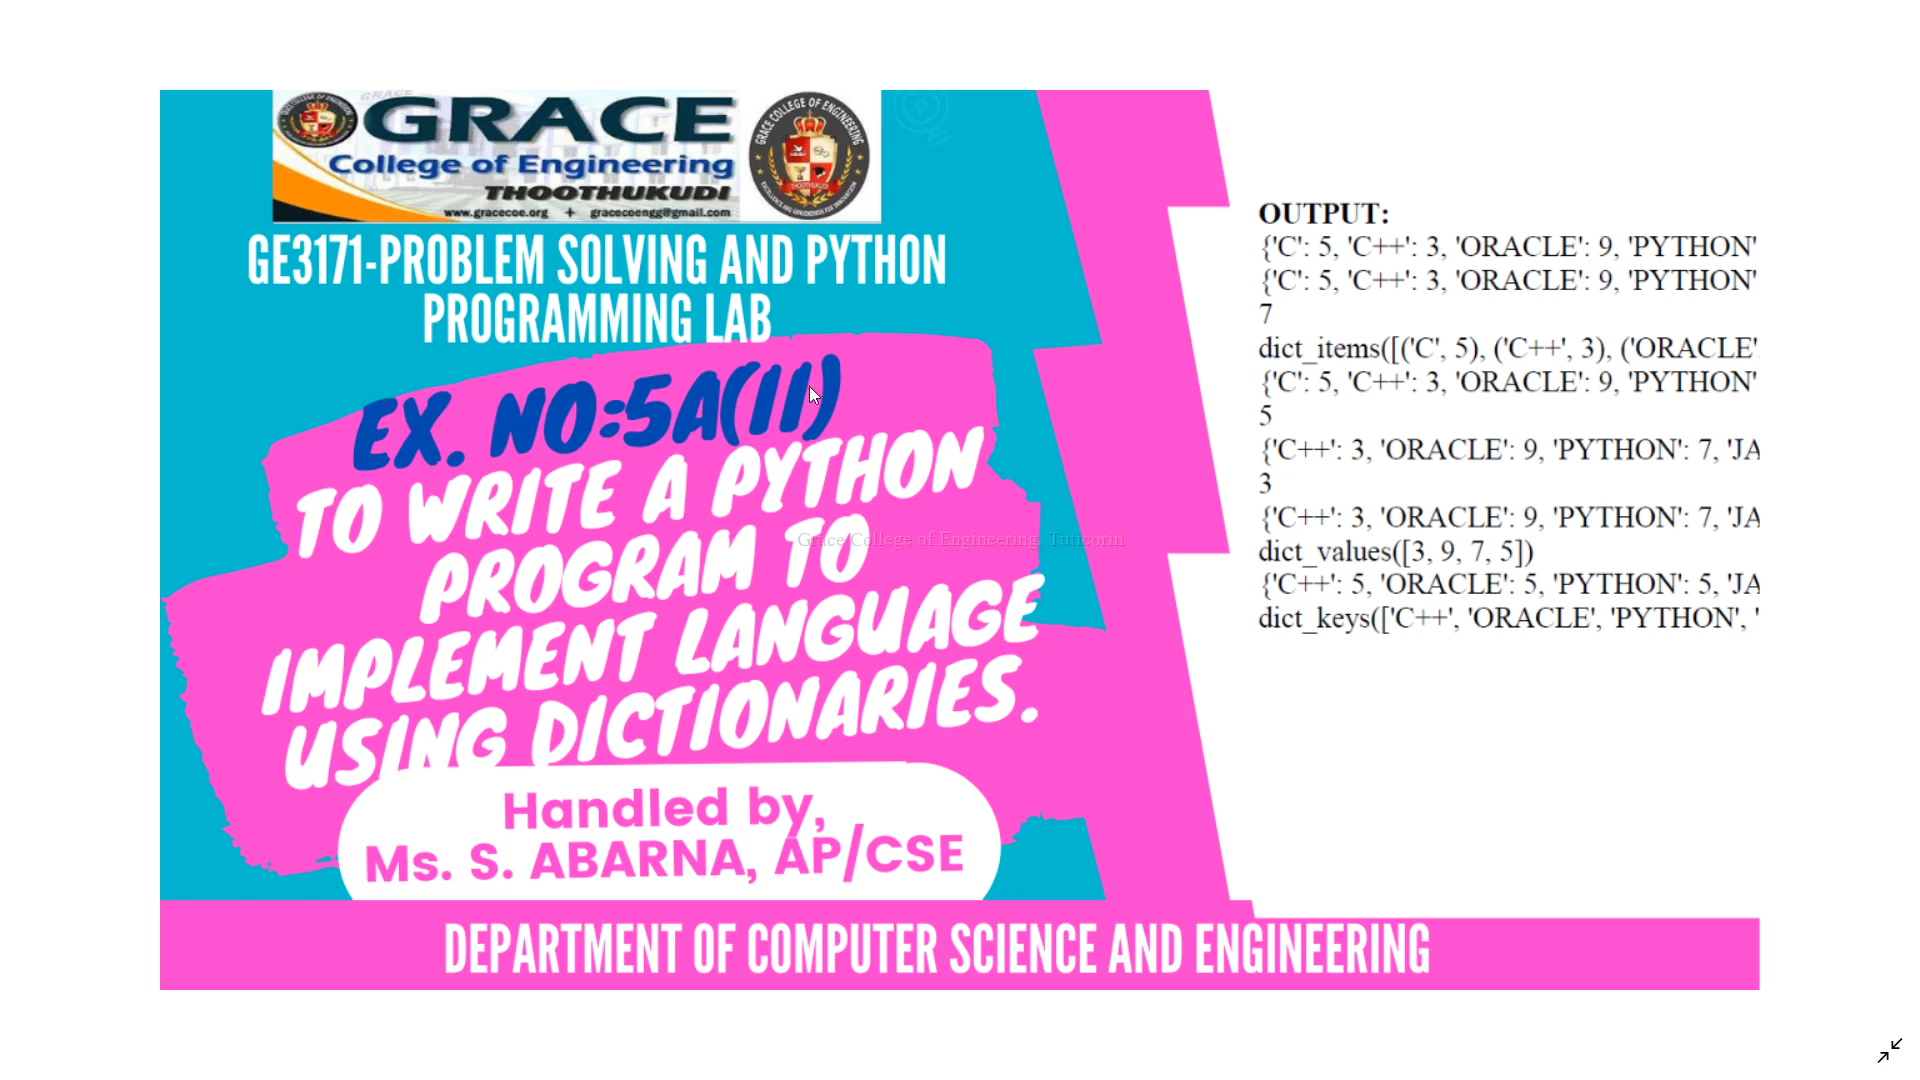 GRACE
College of Engineering
THOOTHUKUDI
www.gracecoe.org + gracecoengg@gmail.com
GRACE COLLEGE OF ENGINEERING
THOOTHUKUDI
GE3171-PROBLEM SOLVING AND PYTHON
PROGRAMMING LAB
EX. NO:5A(II)
TO WRITE A PYTHON
PROGRAM TO
IMPLEMENT LANGUAGE
USING DICTIONARIES.
Grace College of Engineering, Tuticorin
Handled by,
Ms. S. ABARNA, AP/CSE
OUTPUT:
{'C': 5, 'C++': 3, 'ORACLE': 9, 'PYTHON'
{'C': 5, 'C++': 3, 'ORACLE': 9, 'PYTHON'
7
dict_items([('C', 5), ('C++', 3), ('ORACLE'
{'C': 5, 'C++': 3, 'ORACLE': 9, 'PYTHON'
5
{'C++': 3, 'ORACLE': 9, 'PYTHON': 7, 'JA
3
{'C++': 3, 'ORACLE': 9, 'PYTHON': 7, 'JA
dict_values([3, 9, 7, 5])
{'C++': 5, 'ORACLE': 5, 'PYTHON': 5, 'JA
dict_keys(['C++', 'ORACLE', 'PYTHON', '
DEPARTMENT OF COMPUTER SCIENCE AND ENGINEERING